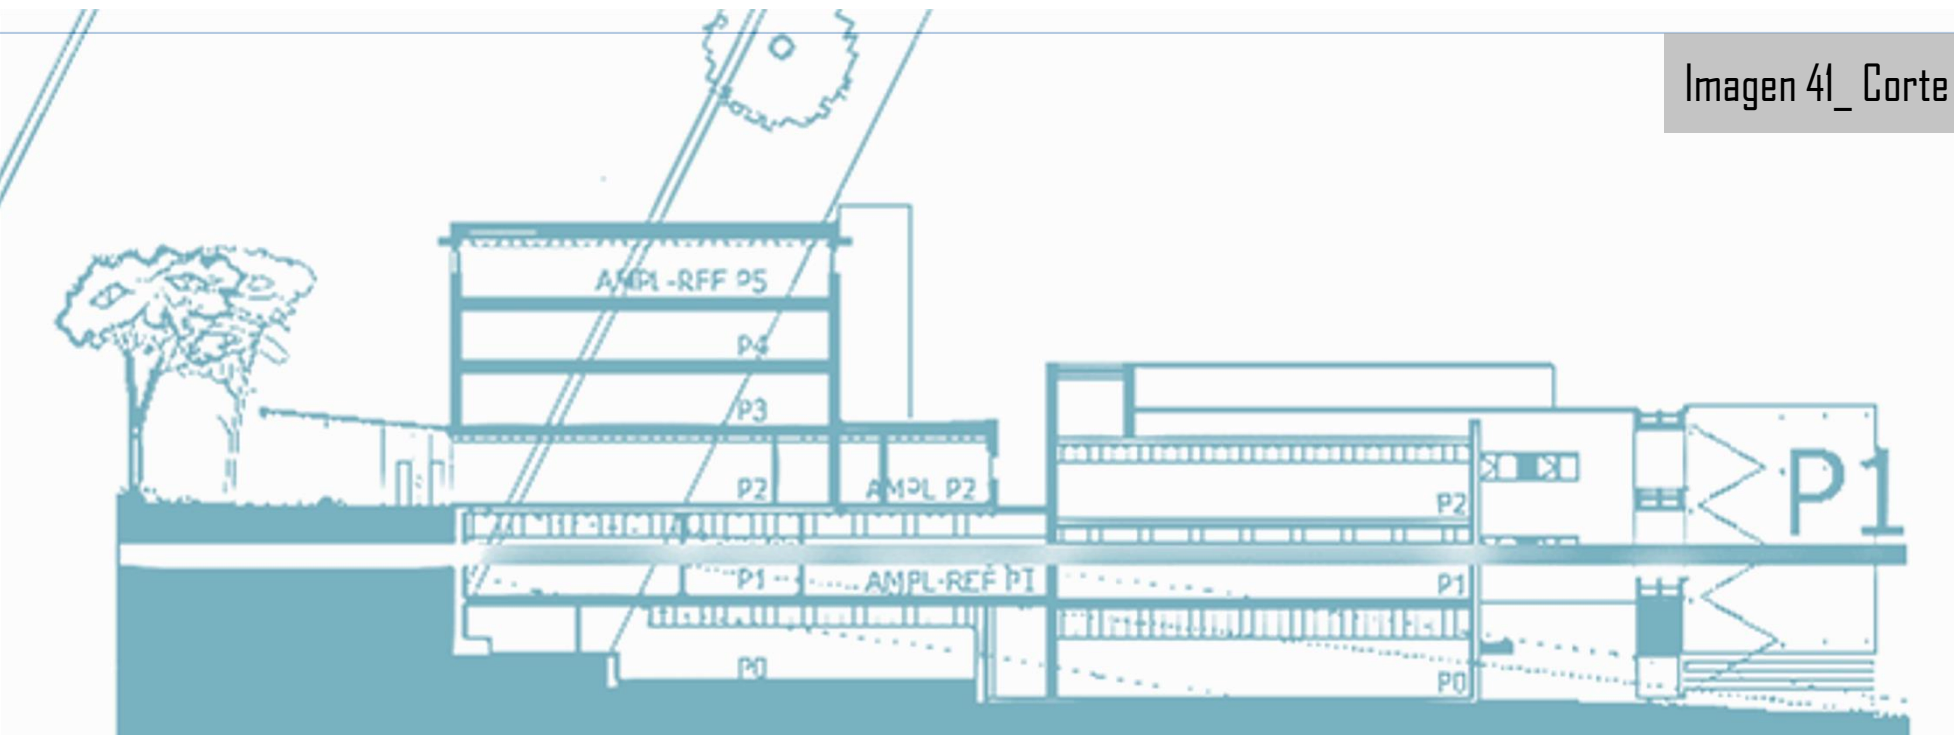 Imagen 41_ Corte
AMPL-REF P5
P4
P3
P2
AMPL P2
P2
P1
P1
AMPL-REF P1
P1
P0
P0